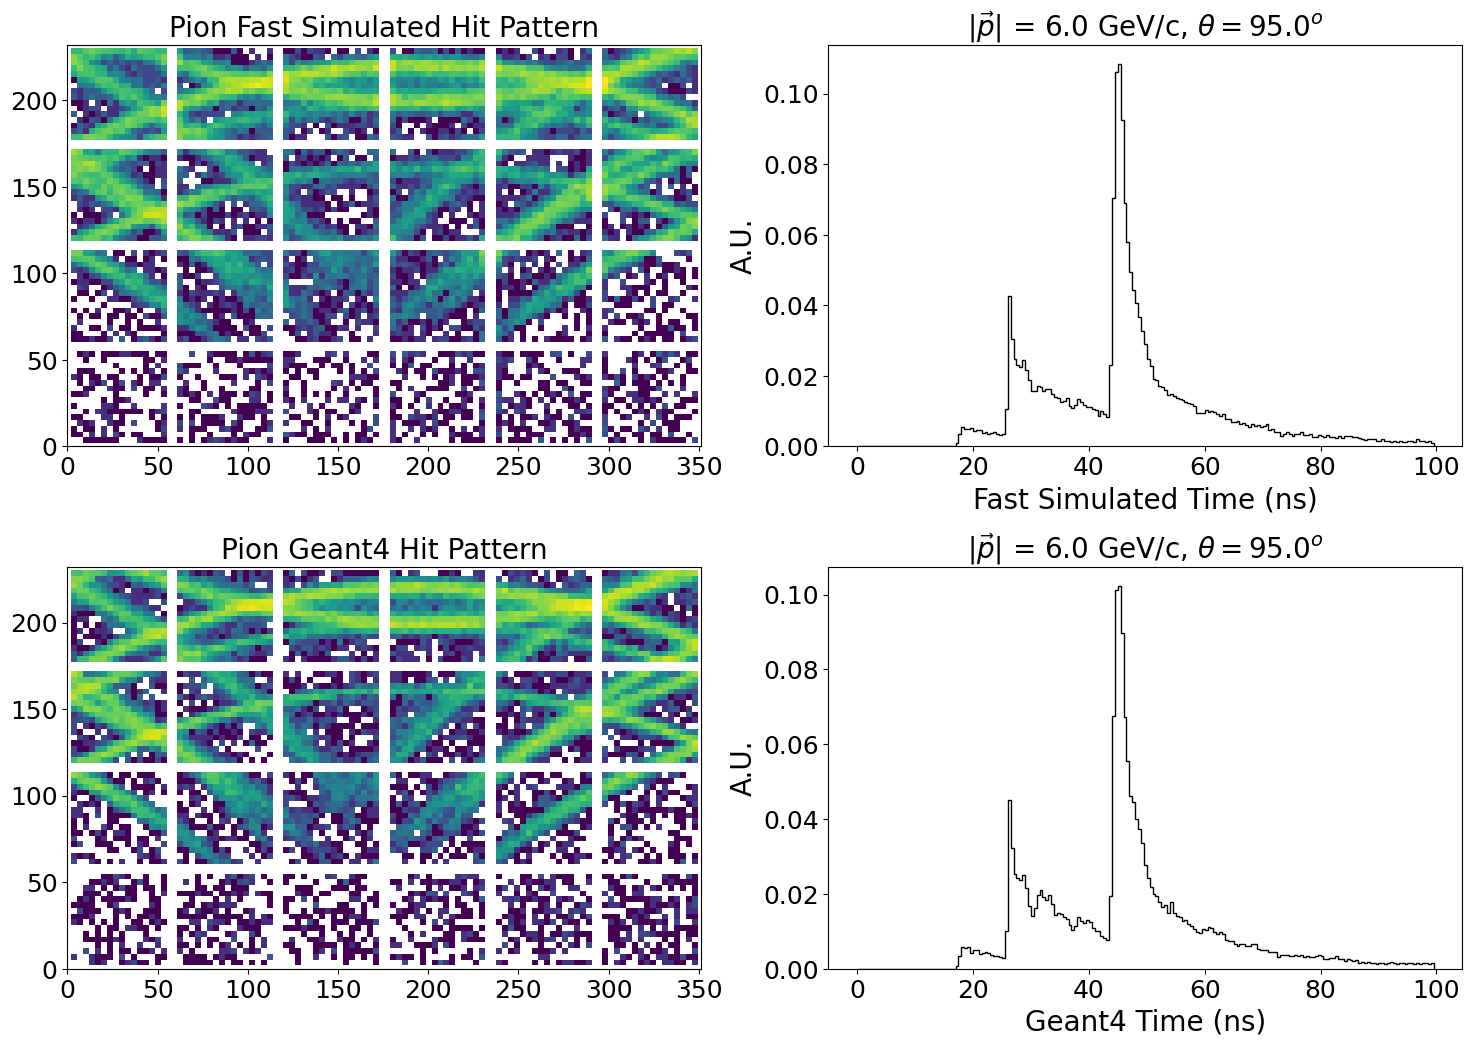 Pion Fast Simulated Hit Pattern
200
150
100
50
0
0 50 100 150 200 250 300 350
|p⃗| = 6.0 GeV/c, θ = 95.0°
A.U.
0.10
0.08
0.06
0.04
0.02
0.00
0 20 40 60 80 100
Fast Simulated Time (ns)
Pion Geant4 Hit Pattern
200
150
100
50
0
0 50 100 150 200 250 300 350
|p⃗| = 6.0 GeV/c, θ = 95.0°
A.U.
0.10
0.08
0.06
0.04
0.02
0.00
0 20 40 60 80 100
Geant4 Time (ns)